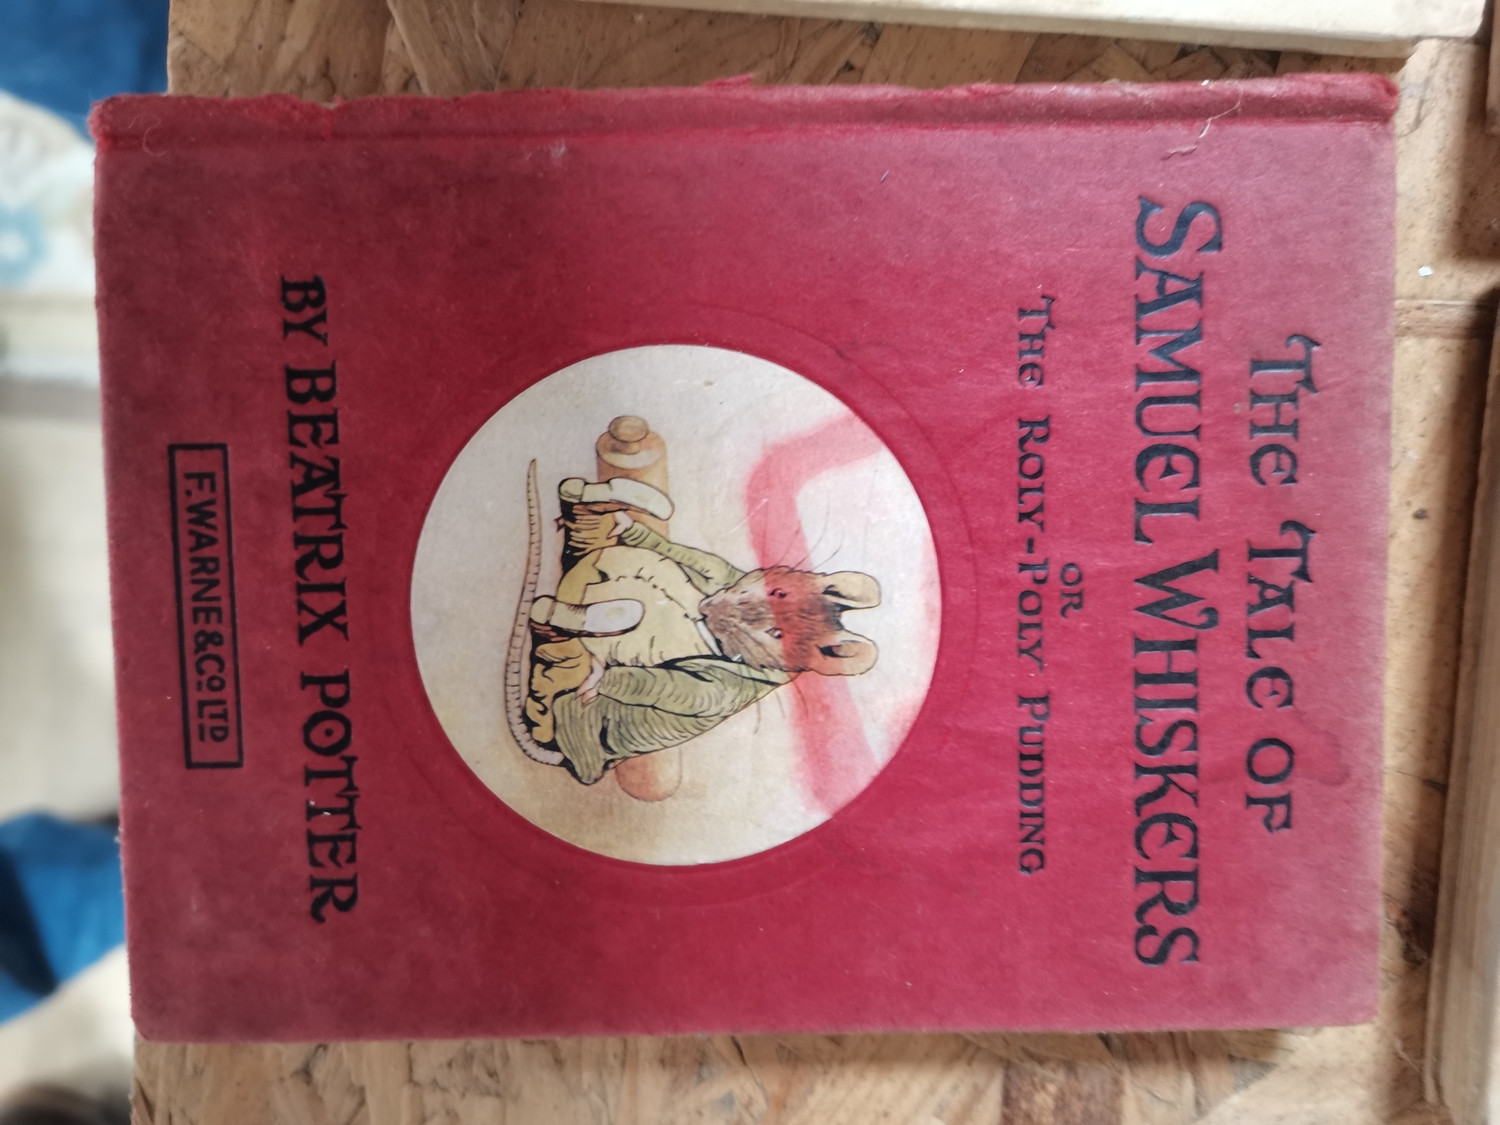 THE TALE OF
SAMUEL WHISKERS
OR
THE ROLY-POLY PUDDING
BY BEATRIX POTTER
F. WARNE & Co LTD